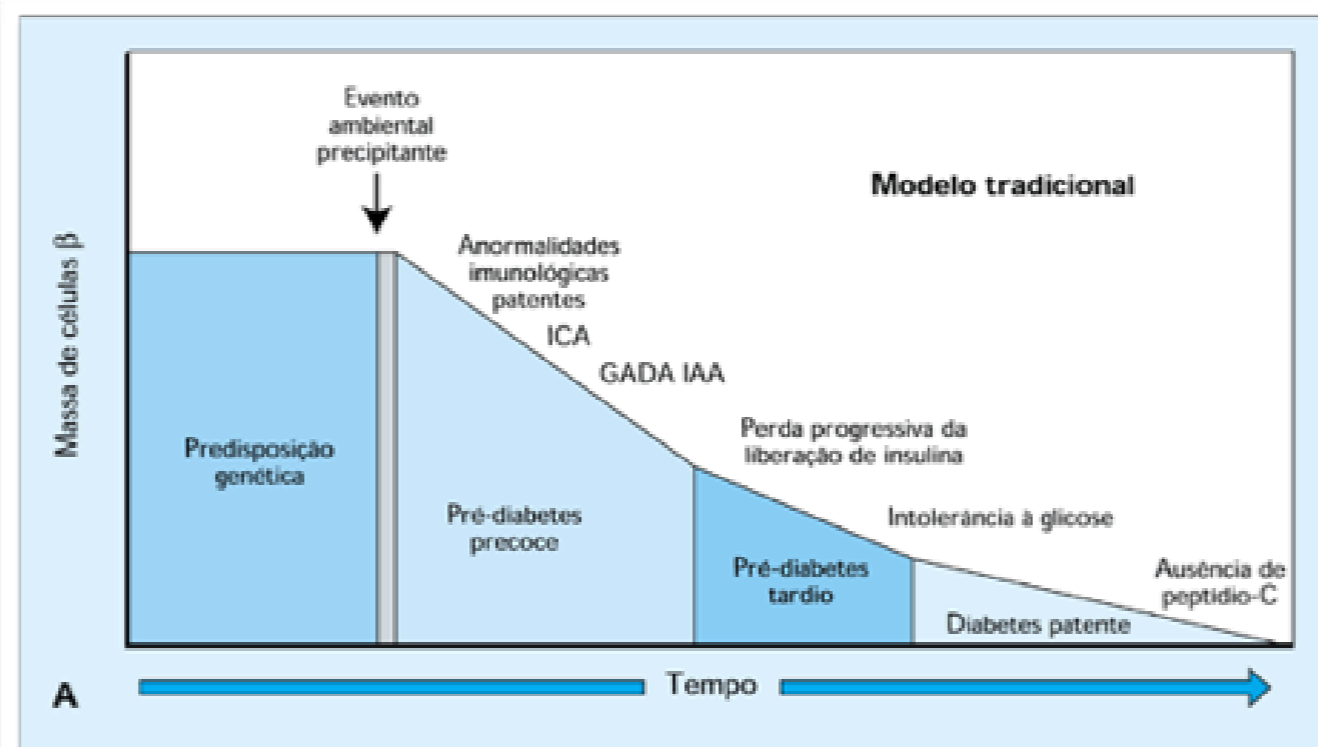 Evento
ambiental
precipitante
Modelo tradicional
Massa de células β
Anormalidades
imunológicas
patentes
ICA
GADA IAA
Predisposição
genética
Perda progressiva da
liberação de insulina
Pré-diabetes
precoce
Intolerância à glicose
Pré-diabetes
tardio
Ausência de
peptídio-C
Diabetes patente
A
Tempo